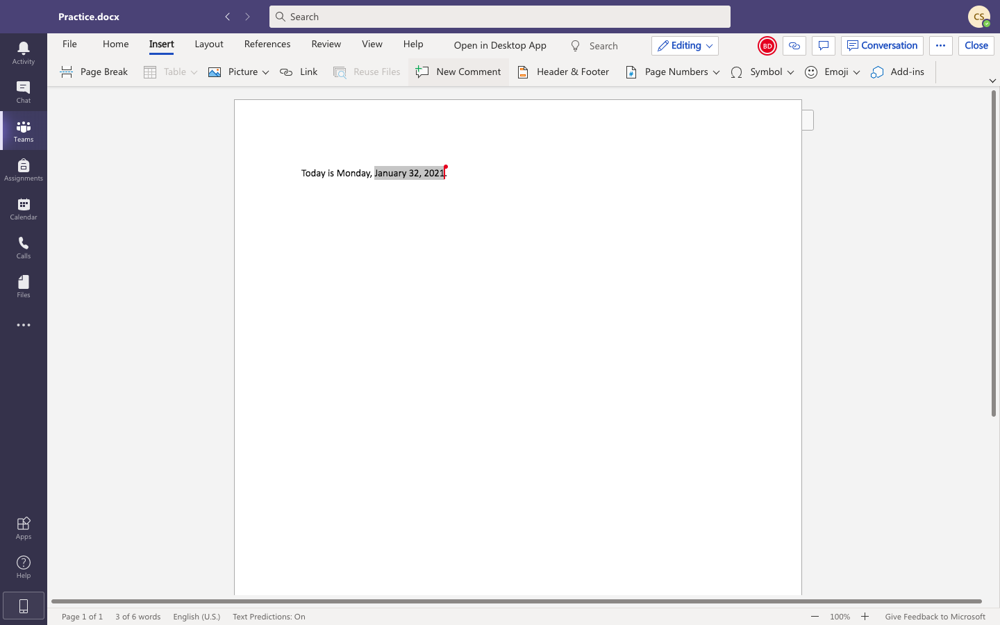 Practice.docx
Search
CS
File Home Insert Layout References Review View Help Open in Desktop App Search Editing BD Conversation Close
Page Break Table Picture Link Reuse Files New Comment Header & Footer Page Numbers Symbol Emoji Add-ins
Activity
Chat
Teams
Assignments
Calendar
Calls
Files
Apps
Help
Today is Monday, January 32, 2021.
Page 1 of 1 3 of 6 words English (U.S.) Text Predictions: On 100% Give Feedback to Microsoft